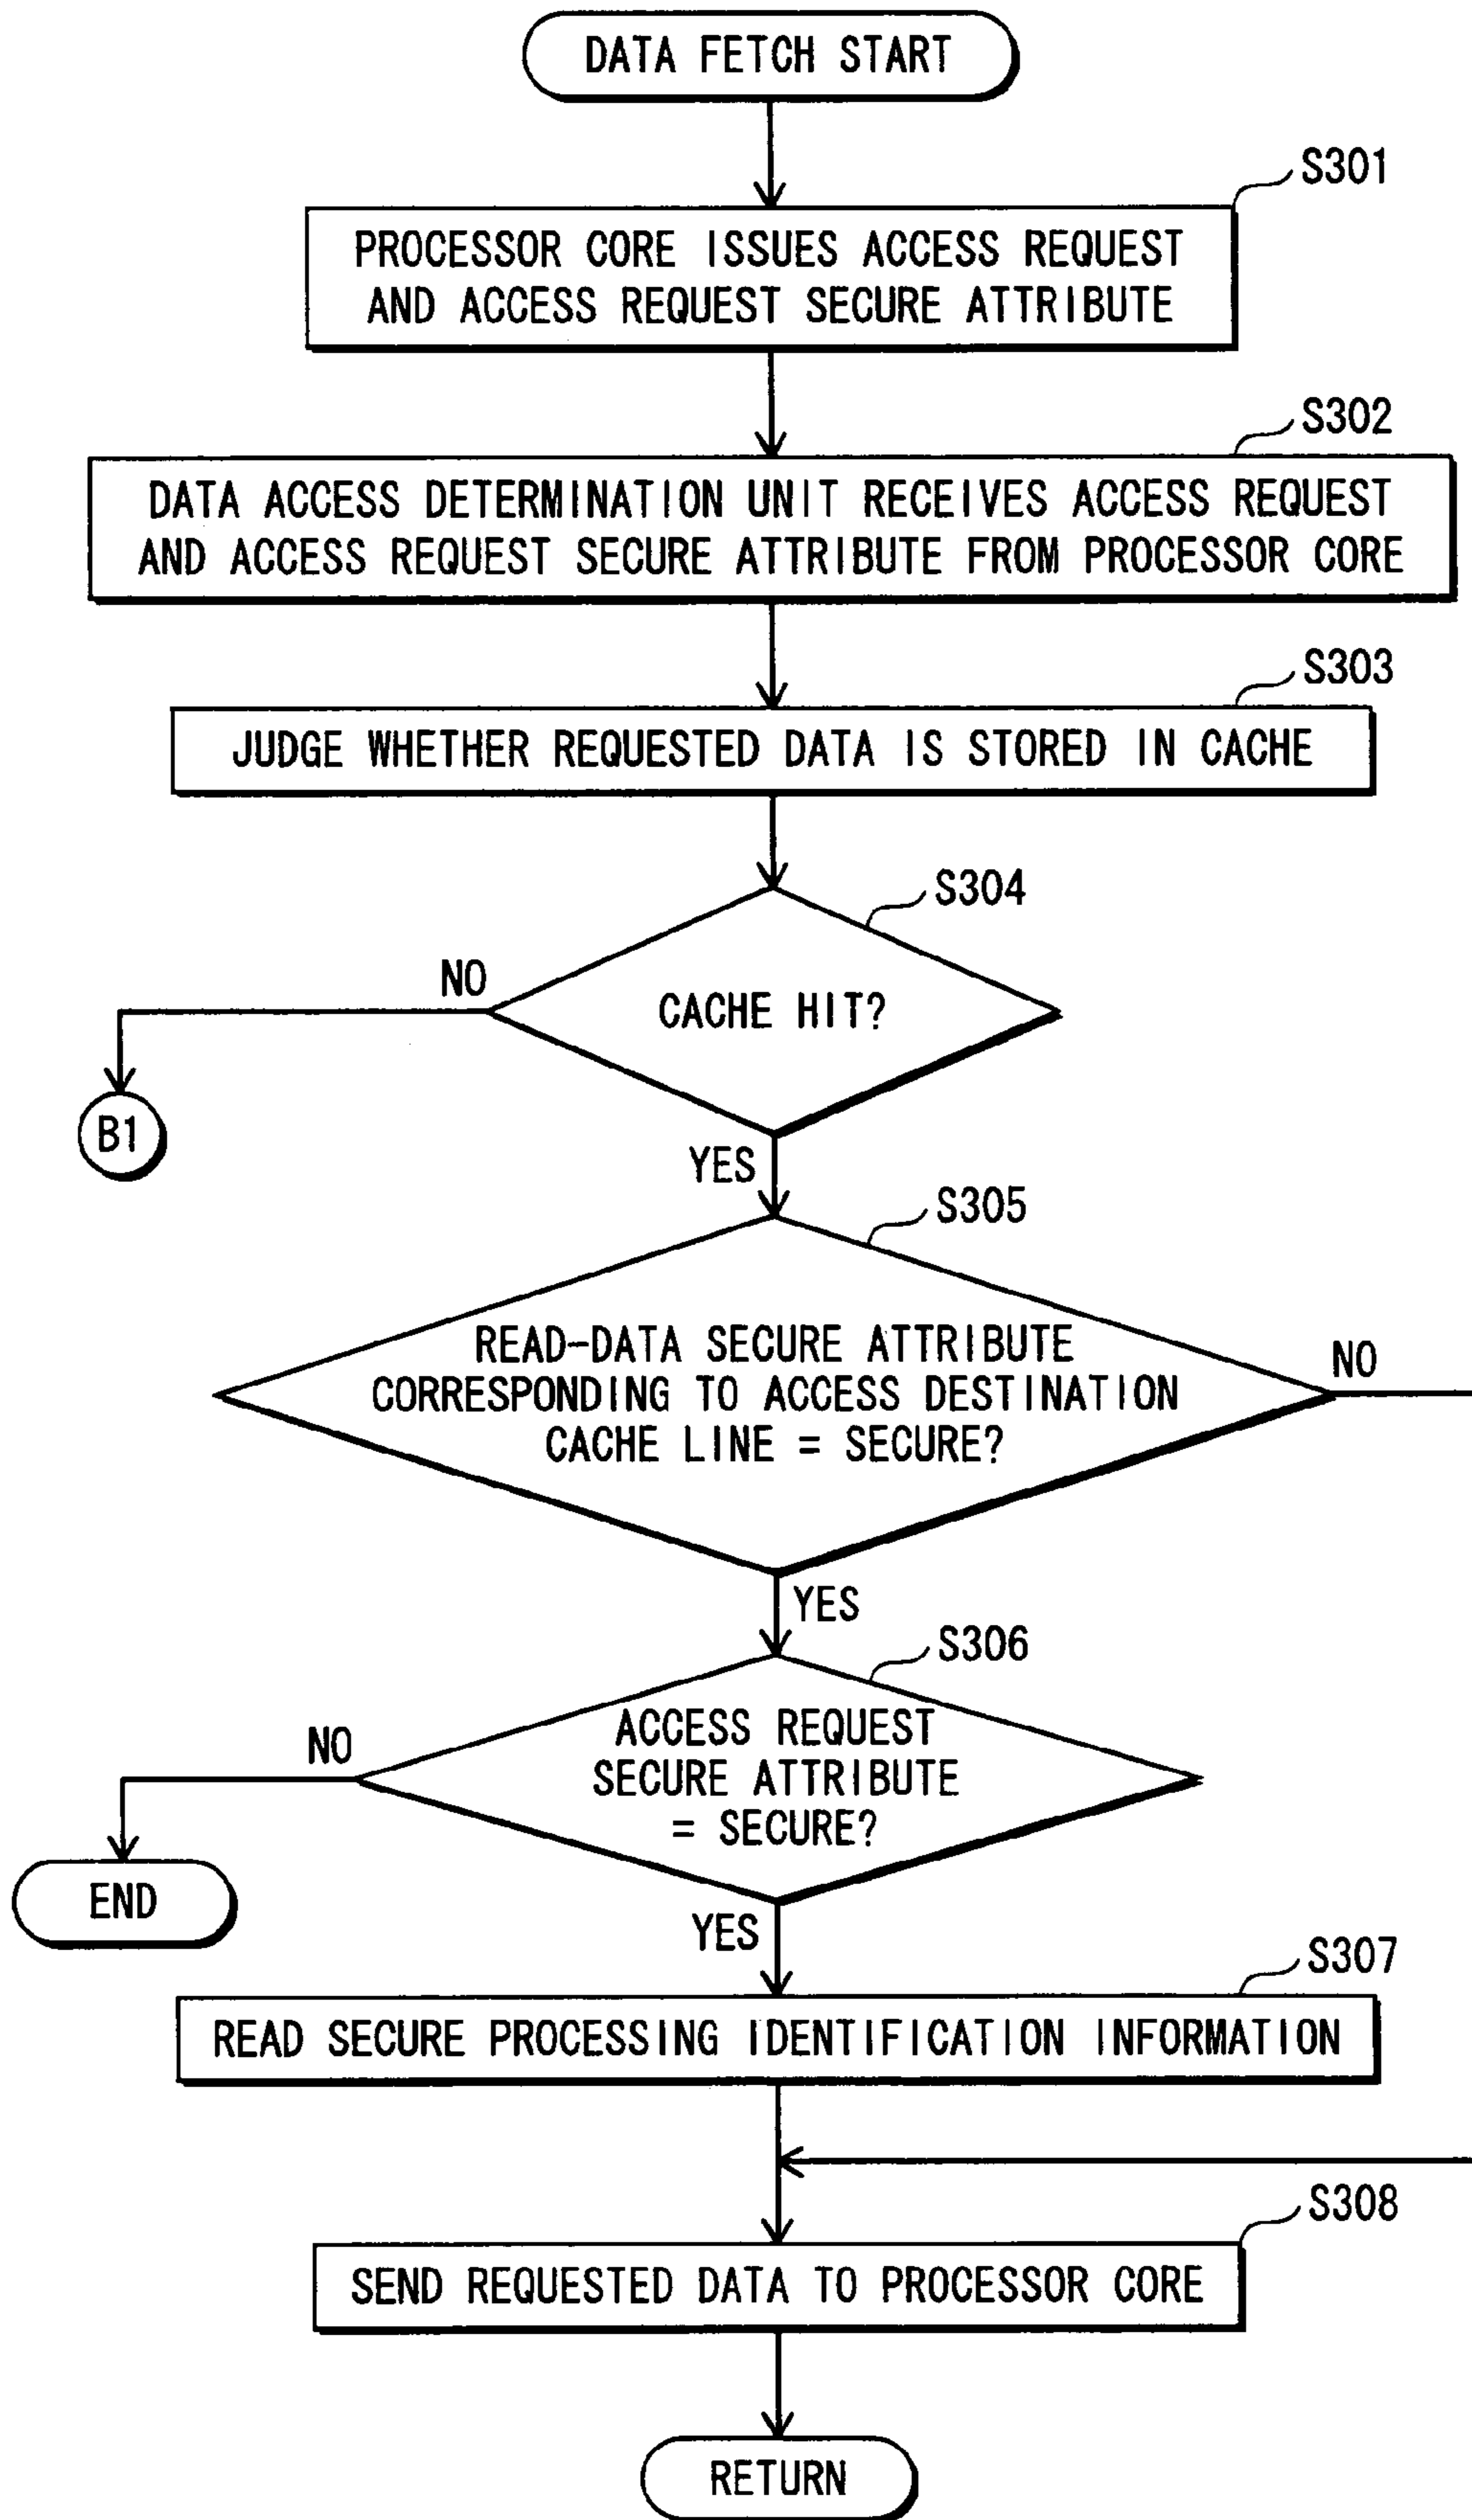 DATA FETCH START
S301
PROCESSOR CORE ISSUES ACCESS REQUEST
AND ACCESS REQUEST SECURE ATTRIBUTE
S302
DATA ACCESS DETERMINATION UNIT RECEIVES ACCESS REQUEST
AND ACCESS REQUEST SECURE ATTRIBUTE FROM PROCESSOR CORE
S303
JUDGE WHETHER REQUESTED DATA IS STORED IN CACHE
S304
NO
CACHE HIT?
B1
YES
S305
READ-DATA SECURE ATTRIBUTE
NO
CORRESPONDING TO ACCESS DESTINATION
CACHE LINE = SECURE?
YES
S306
ACCESS REQUEST
NO
SECURE ATTRIBUTE
= SECURE?
END
YES
S307
READ SECURE PROCESSING IDENTIFICATION INFORMATION
S308
SEND REQUESTED DATA TO PROCESSOR CORE
RETURN